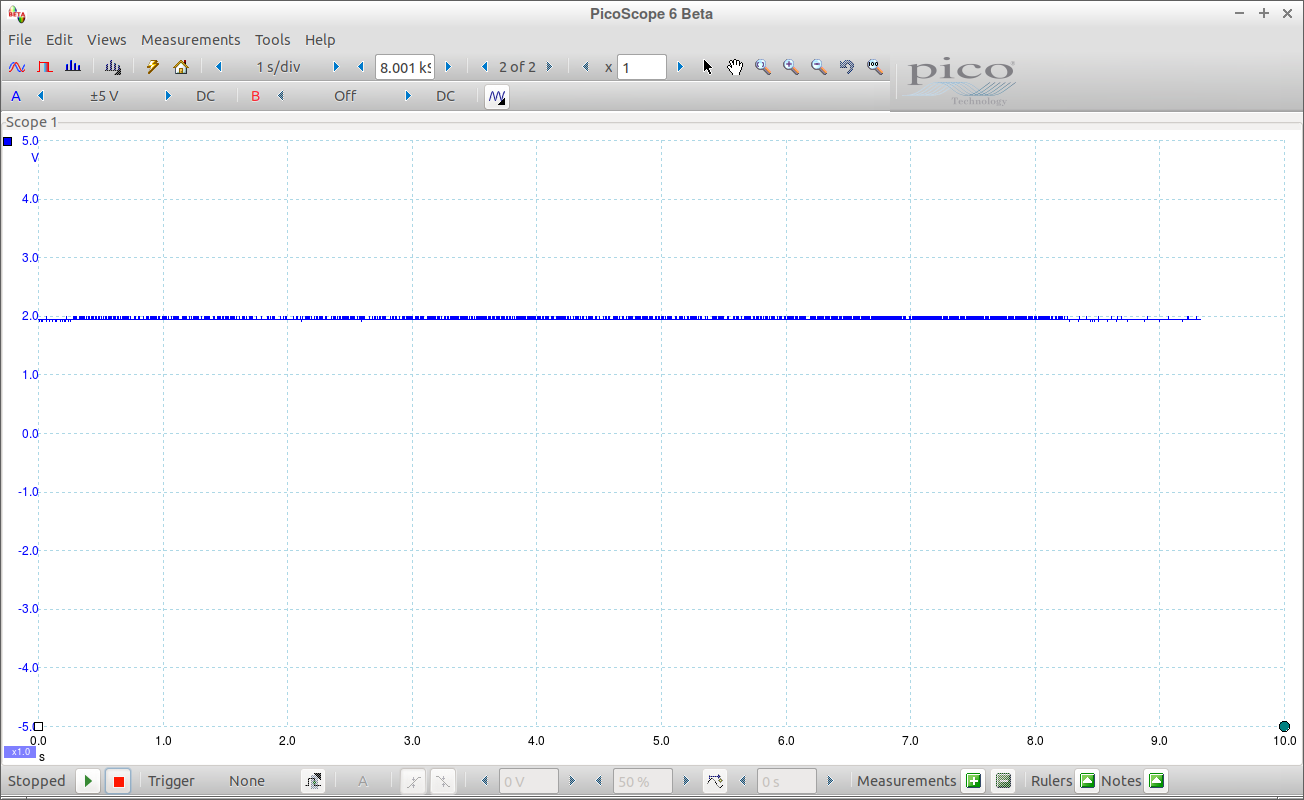 PicoScope 6 Beta
File Edit Views Measurements Tools Help
1 s/div 8.001 kS 2 of 2 x 1
A ±5 V DC B Off DC
pico
Technology
Scope 1
5.0
V
4.0
3.0
2.0
1.0
0.0
-1.0
-2.0
-3.0
-4.0
-5.0
0.0 1.0 2.0 3.0 4.0 5.0 6.0 7.0 8.0 9.0 10.0
x1.0 s
Stopped Trigger None A 0 V 50 % 0 s Measurements Rulers Notes